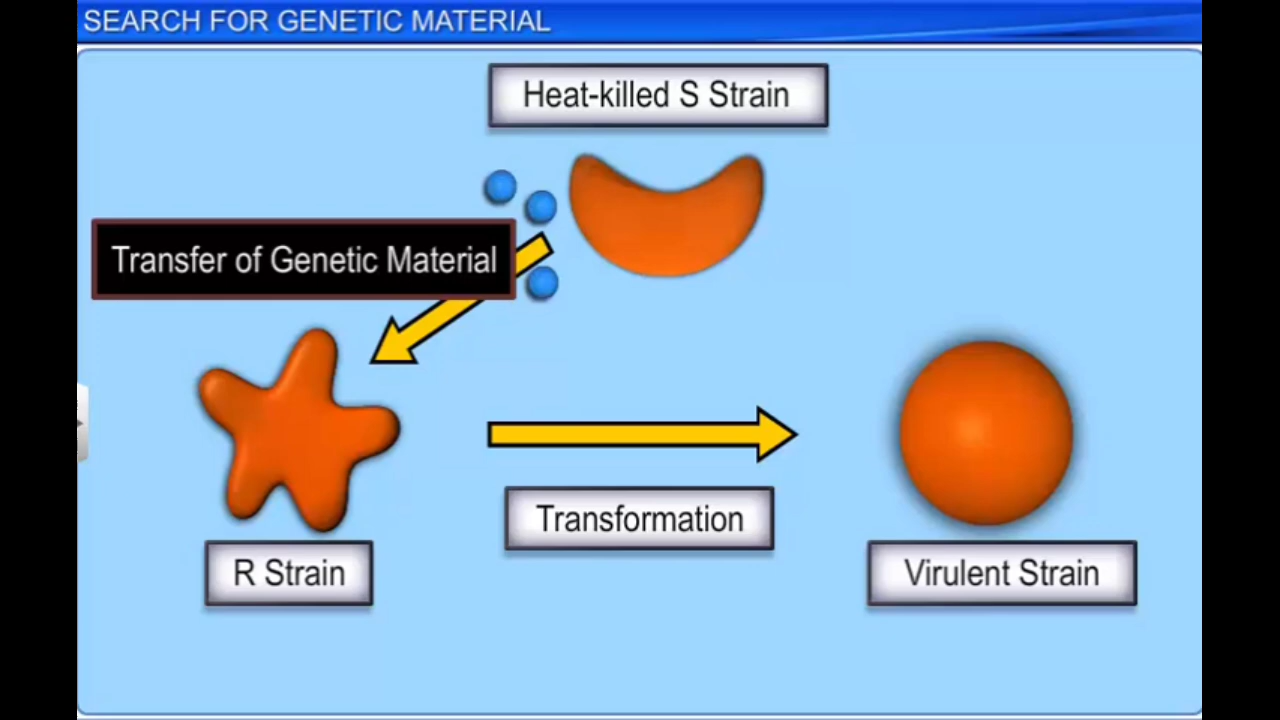 SEARCH FOR GENETIC MATERIAL
Heat-killed S Strain
Transfer of Genetic Material
Transformation
R Strain
Virulent Strain